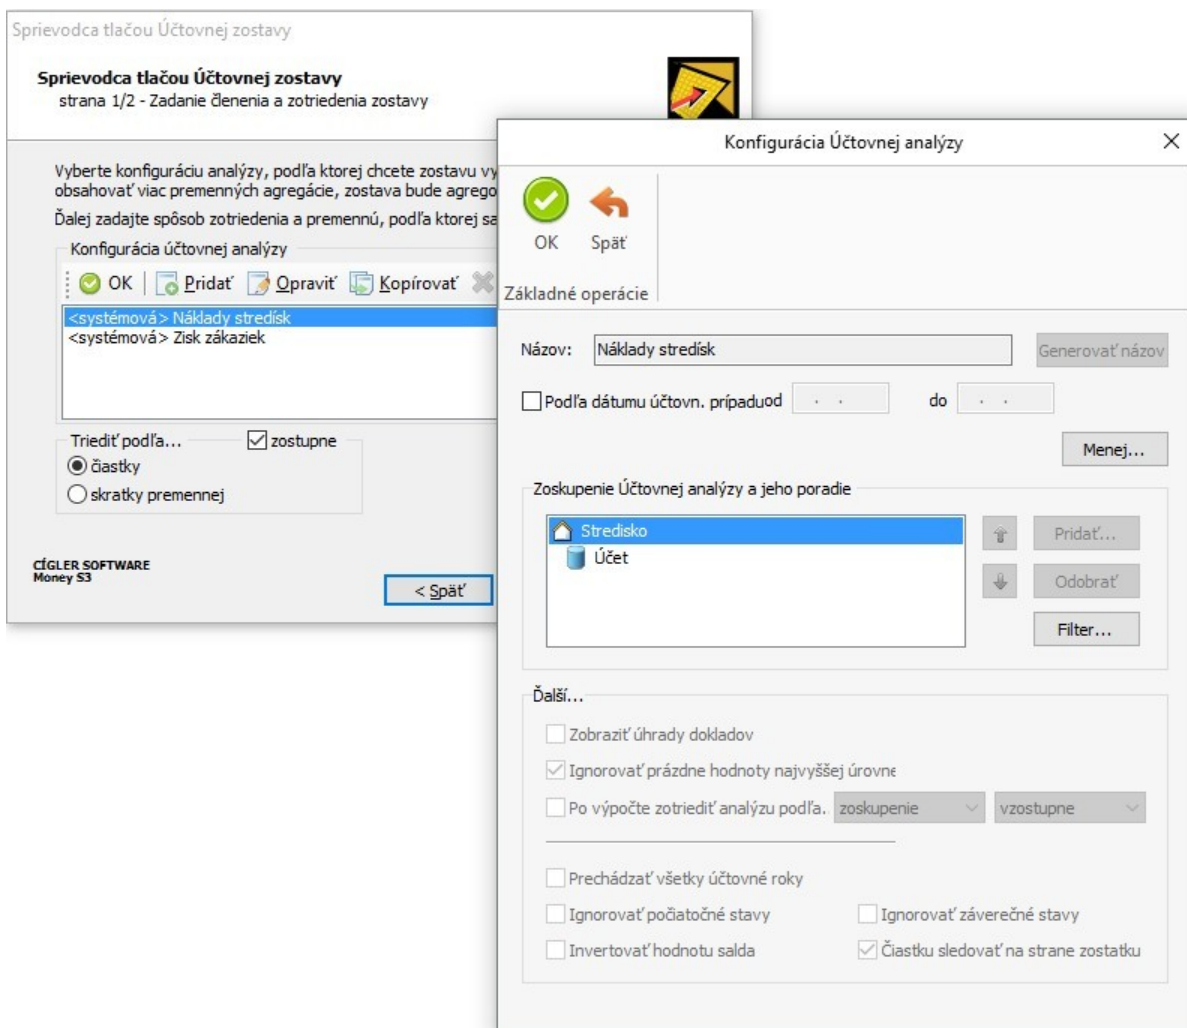 Sprievodca tlačou Účtovnej zostavy
Sprievodca tlačou Účtovnej zostavy
strana 1/2 - Zadanie členenia a zotriedenia zostavy
Vyberte konfiguráciu analýzy, podľa ktorej chcete zostavu vy
obsahovať viac premenných agregácie, zostava bude agrego
Ďalej zadajte spôsob zotriedenia a premennú, podľa ktorej sa
Konfigurácia účtovnej analýzy
OK Pridať Opraviť Kopírovať
<systémová> Náklady stredísk
<systémová> Zisk zákaziek
Triediť podľa... zostupne
čiastky
skratky premennej
CÍGLER SOFTWARE
Money S3
< Späť
Konfigurácia Účtovnej analýzy
OK Späť
Základné operácie
Názov: Náklady stredísk Generovať názov
Podľa dátumu účtovn. prípaduod . . do . .
Menej...
Zoskupenie Účtovnej analýzy a jeho poradie
Stredisko
Účet
Pridať...
Odobrať
Filter...
Ďalší...
Zobraziť úhrady dokladov
Ignorovať prázdne hodnoty najvyššej úrovne
Po výpočte zotriediť analýzu podľa.. zoskupenie vzostupne
Prechádzať všetky účtovné roky
Ignorovať počiatočné stavy Ignorovať záverečné stavy
Invertovať hodnotu salda Čiastku sledovať na strane zostatku